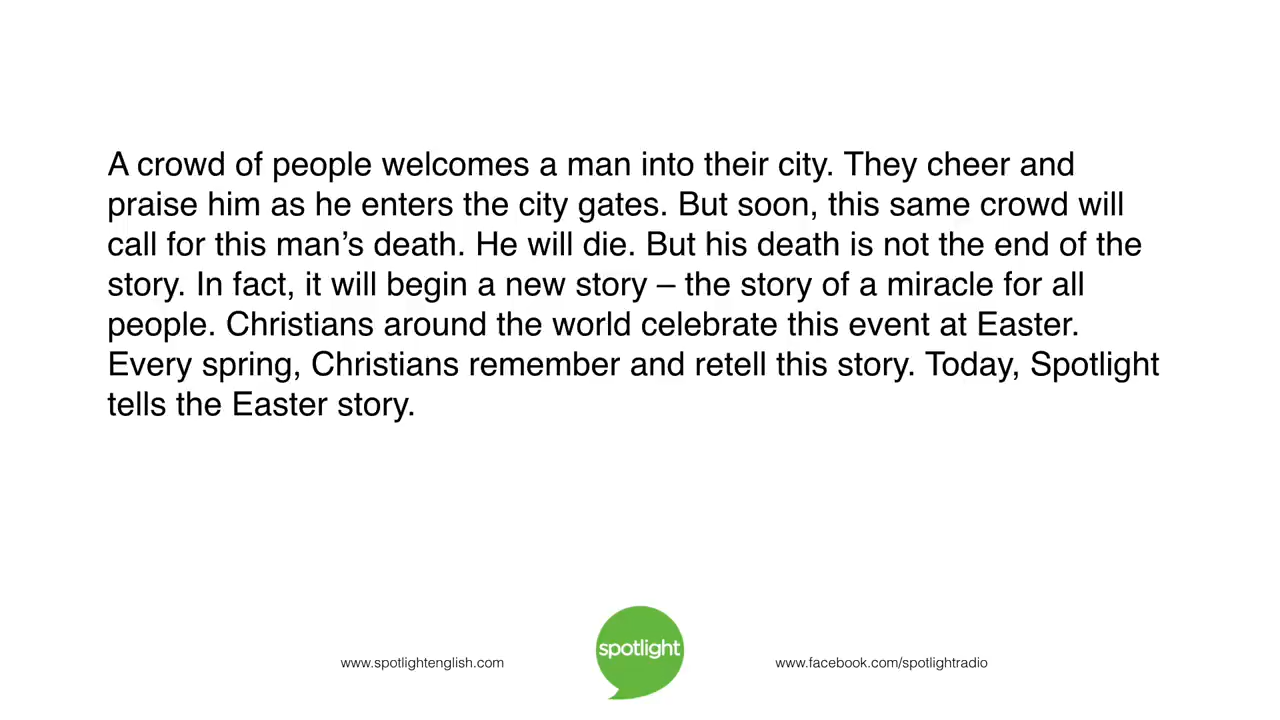 A crowd of people welcomes a man into their city. They cheer and
praise him as he enters the city gates. But soon, this same crowd will
call for this man’s death. He will die. But his death is not the end of the
story. In fact, it will begin a new story – the story of a miracle for all
people. Christians around the world celebrate this event at Easter.
Every spring, Christians remember and retell this story. Today, Spotlight
tells the Easter story.
www.spotlightenglish.com
spotlight
www.facebook.com/spotlightradio